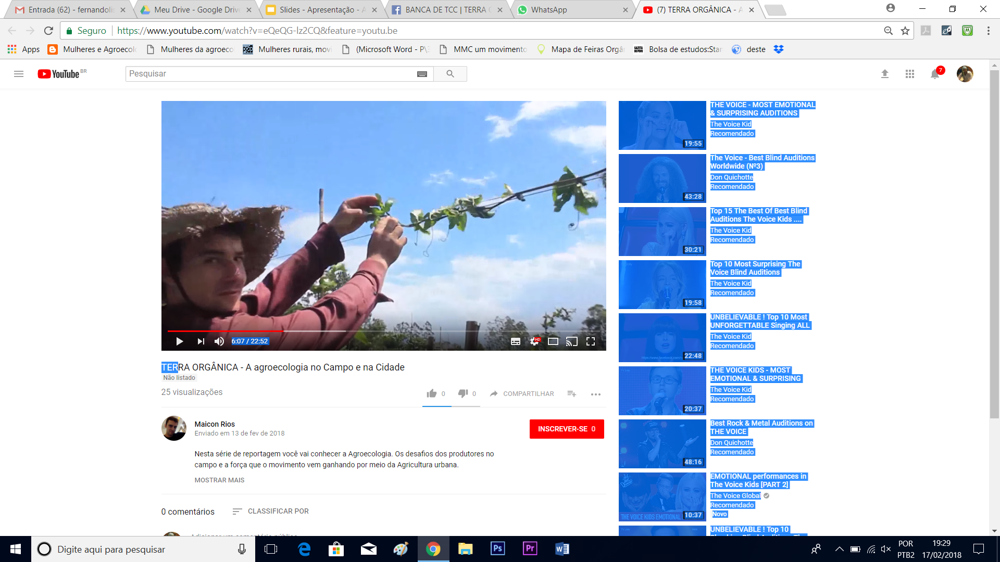 Entrada (62) - fernandolis
Meu Drive - Google Drive
Slides - Apresentação - A
BANCA DE TCC | TERRA O
WhatsApp
(7) TERRA ORGÂNICA - A
Seguro
https://www.youtube.com/watch?v=eQeQG-lz2CQ&feature=youtu.be
Apps
Mulheres e Agroecolo
Mulheres da agroeco
Mulheres rurais, movi
(Microsoft Word - P\3
MMC um movimento
Mapa de Feiras Orgâ
Bolsa de estudos:Star
deste
YouTube BR
Pesquisar
7
6:07 / 22:52
HD
TERRA ORGÂNICA - A agroecologia no Campo e na Cidade
Não listado
25 visualizações
0
0
COMPARTILHAR
Maicon Rios
Enviado em 13 de fev de 2018
INSCREVER-SE 0
Nesta série de reportagem você vai conhecer a Agroecologia. Os desafios dos produtores no
campo e a força que o movimento vem ganhando por meio da Agricultura urbana.
MOSTRAR MAIS
0 comentários
CLASSIFICAR POR
Adicionar um comentário público...
19:55
THE VOICE - MOST EMOTIONAL
& SURPRISING AUDITIONS
The Voice Kid
Recomendado
43:28
The Voice - Best Blind Auditions
Worldwide (№3)
Don Quichotte
Recomendado
30:21
Top 15 The Best Of Best Blind
Auditions The Voice Kids ....
The Voice Kid
Recomendado
19:58
Top 10 Most Surprising The
Voice Blind Auditions
The Voice Kid
Recomendado
22:48
UNBELIEVABLE ! Top 10 Most
UNFORGETTABLE Singing ALL
The Voice Kid
Recomendado
20:37
THE VOICE KIDS - MOST
EMOTIONAL & SURPRISING
The Voice Kid
Recomendado
48:16
Best Rock & Metal Auditions on
THE VOICE
Don Quichotte
Recomendado
THE VOICE KIDS EMOTIONAL
10:37
EMOTIONAL performances in
The Voice Kids [PART 2]
The Voice Global
Recomendado
Novo
UNBELIEVABLE ! Top 10
Digite aqui para pesquisar
Ps
Pr
POR
PTB2
19:29
17/02/2018